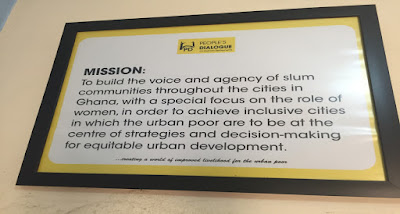 PD
PEOPLE'S
DIALOGUE
MISSION:
To build the voice and agency of slum
communities throughout the cities in
Ghana, with a special focus on the role of
women, in order to achieve inclusive cities
in which the urban poor are to be at the
centre of strategies and decision-making
for equitable urban development.
...creating a world of improved livelihood for the urban poor